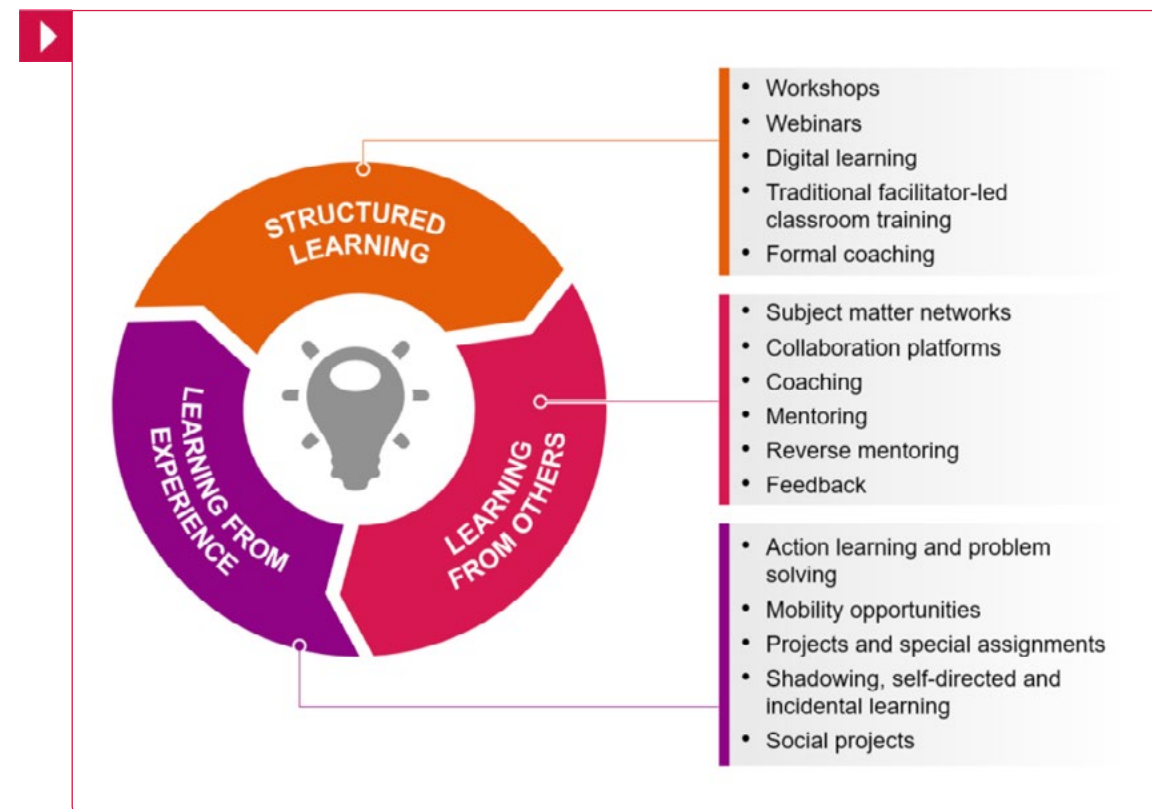 STRUCTURED
LEARNING
• Workshops
• Webinars
• Digital learning
• Traditional facilitator-led
classroom training
• Formal coaching
LEARNING
FROM OTHERS
• Subject matter networks
• Collaboration platforms
• Coaching
• Mentoring
• Reverse mentoring
• Feedback
LEARNING FROM
EXPERIENCE
• Action learning and problem
solving
• Mobility opportunities
• Projects and special assignments
• Shadowing, self-directed and
incidental learning
• Social projects